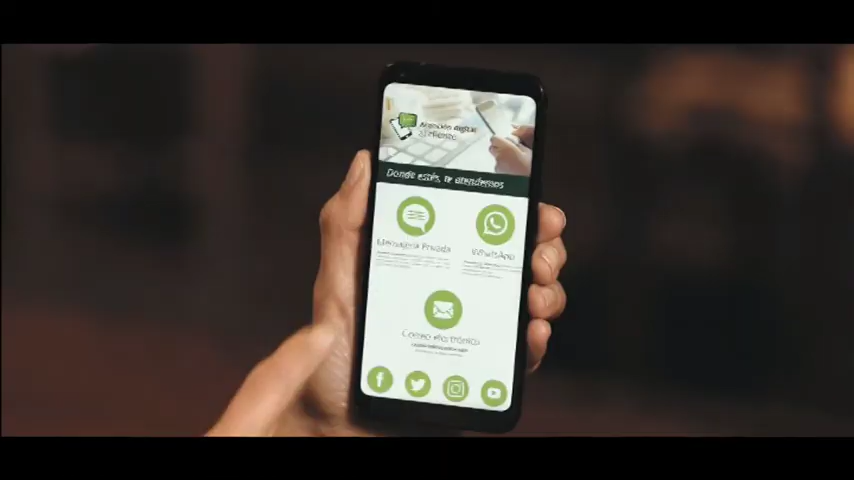 Atención digital
al cliente
Donde estés, te atendemos
Mensajería Privada
WhatsApp
Correo electrónico